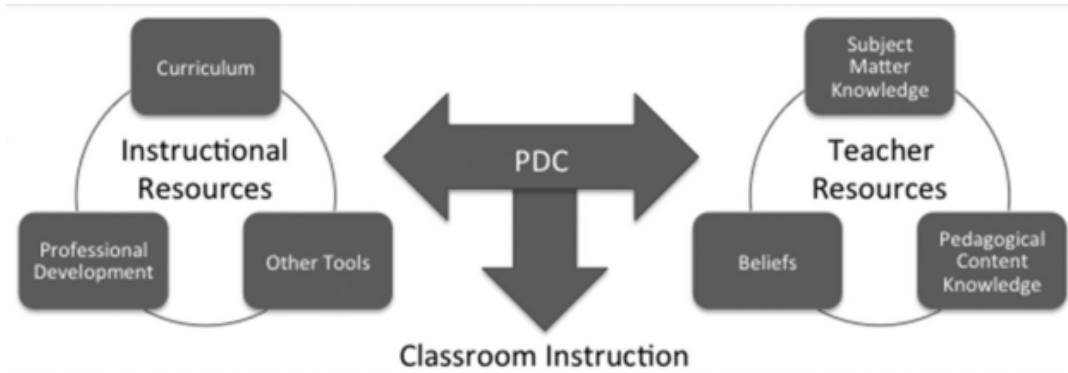 Curriculum
Instructional
Resources
Professional
Development
Other Tools
PDC
Subject
Matter
Knowledge
Teacher
Resources
Beliefs
Pedagogical
Content
Knowledge
Classroom Instruction